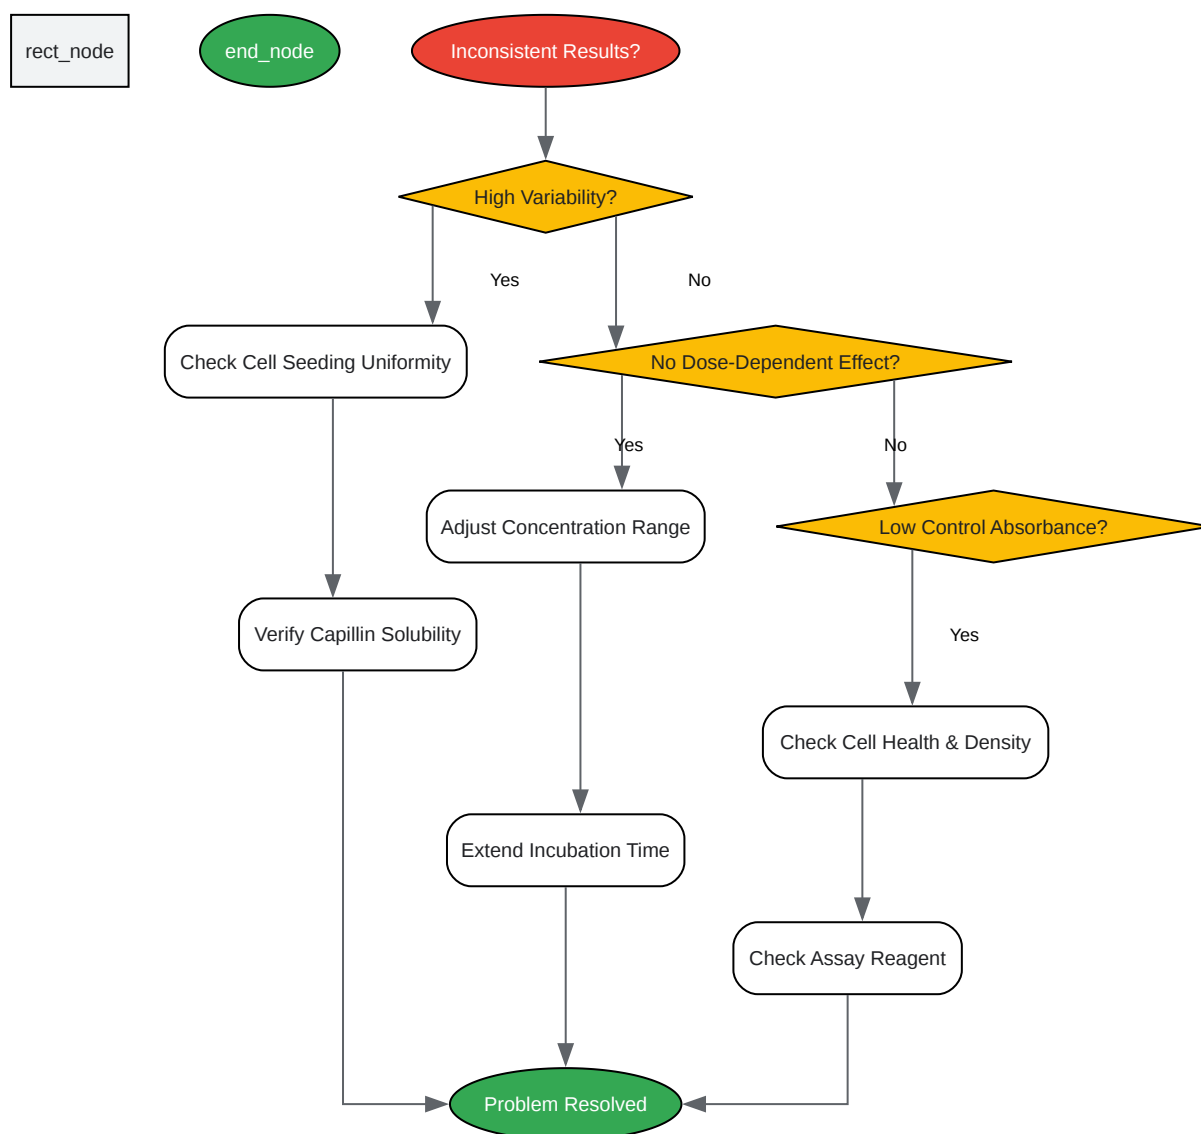 rect_node
end_node
Inconsistent Results?
High Variability?
Yes
No
Check Cell Seeding Uniformity
No Dose-Dependent Effect?
Yes
No
Adjust Concentration Range
Low Control Absorbance?
Verify Capillin Solubility
Yes
Check Cell Health & Density
Extend Incubation Time
Check Assay Reagent
Problem Resolved